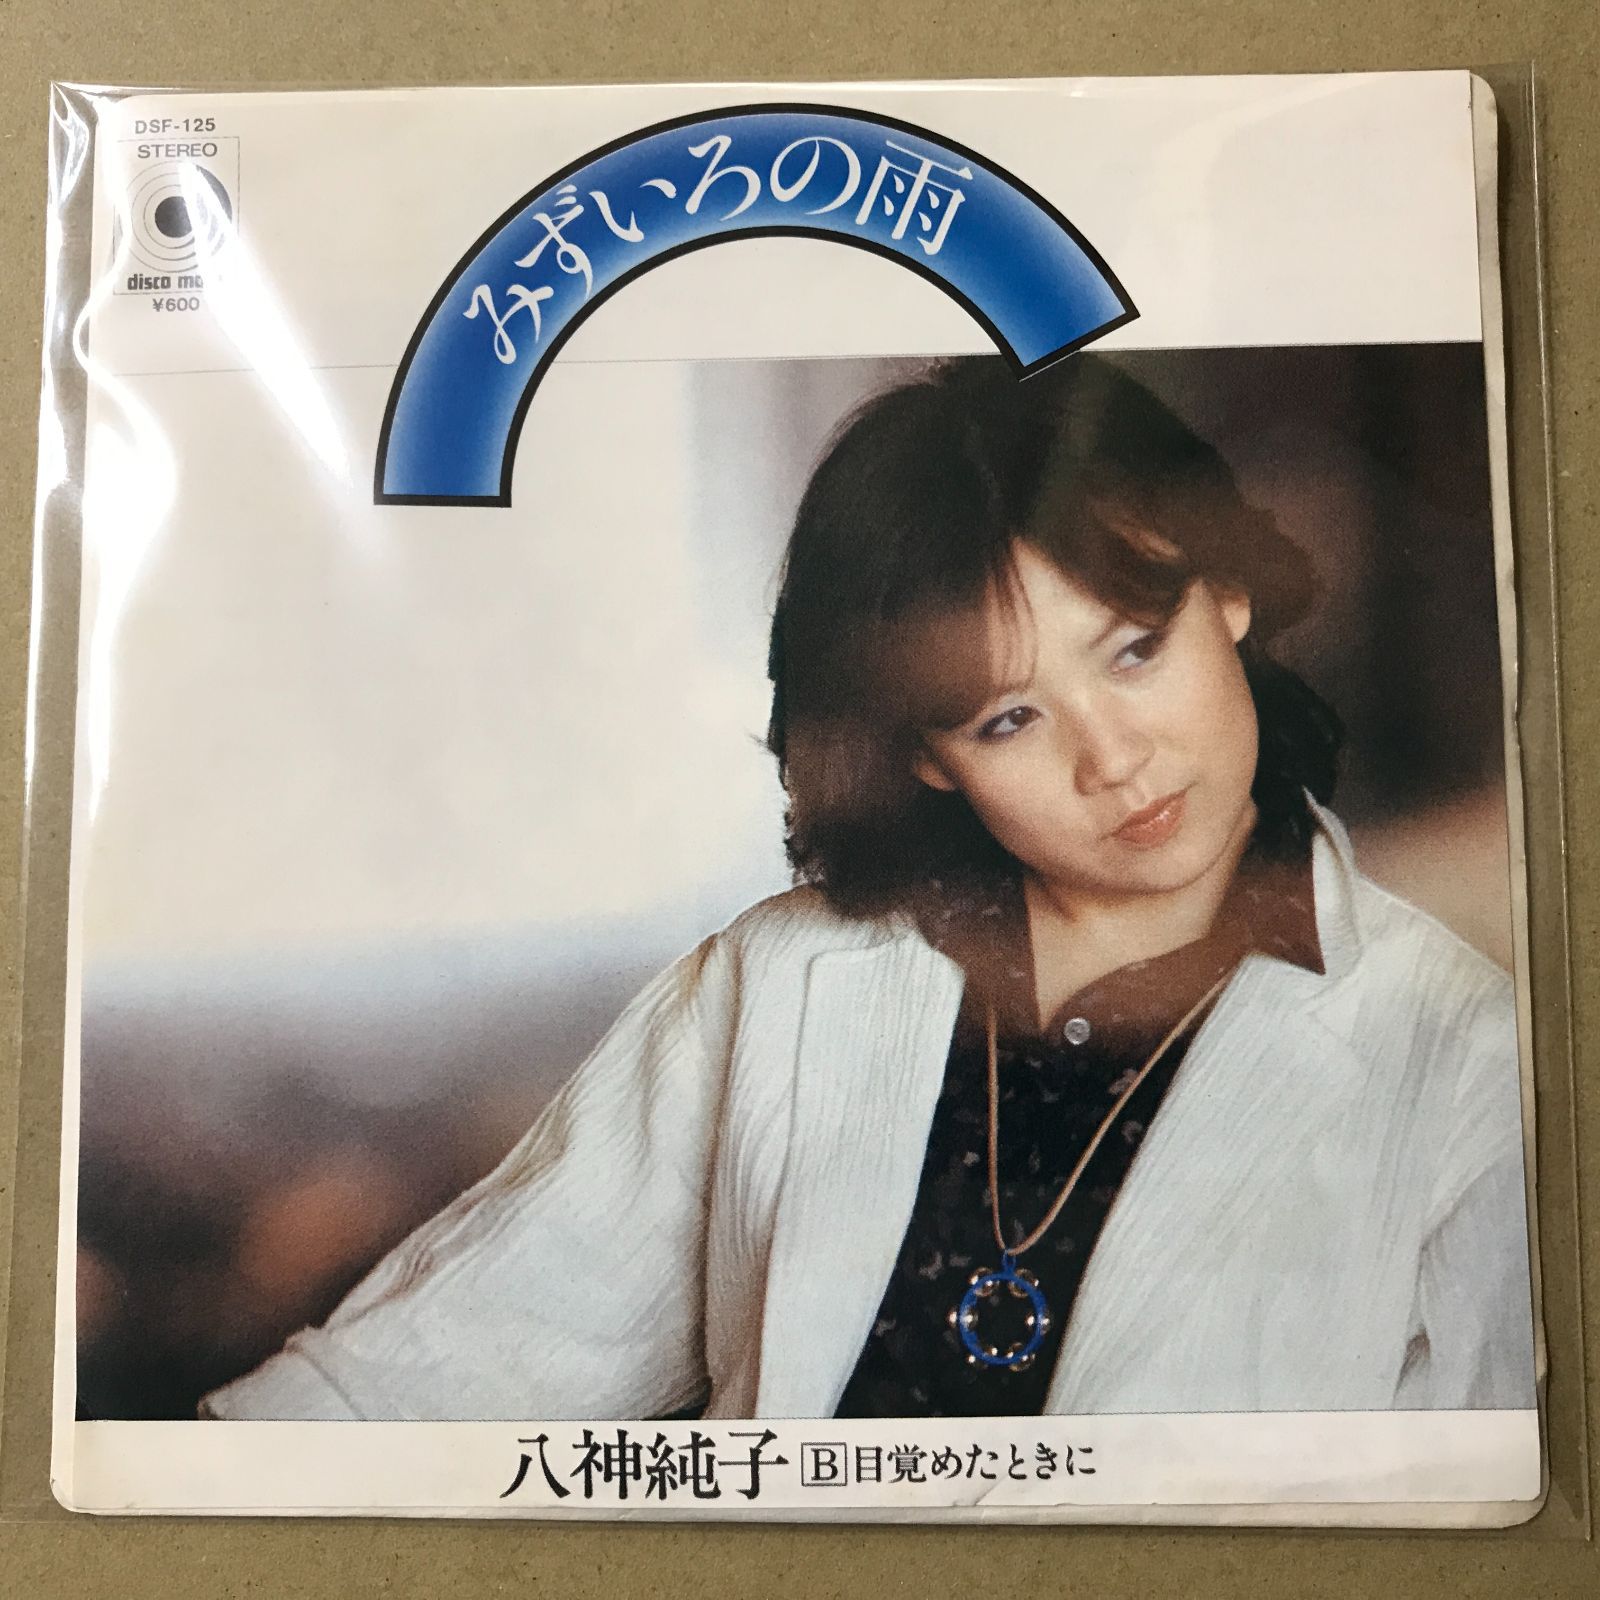 DSF-125
STEREO
disco
¥600
みずいろの雨
八神純子 B 目覚めたときに